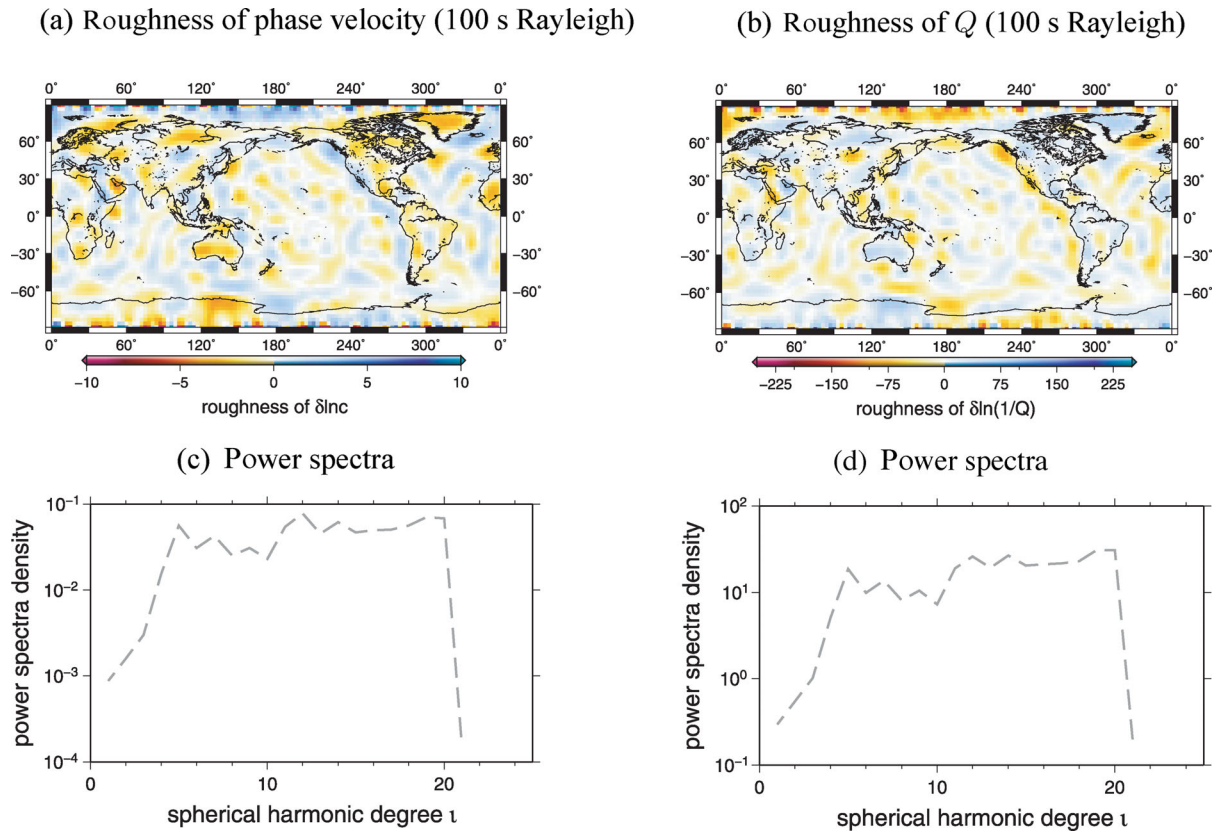 (a) Roughness of phase velocity (100 s Rayleigh)
0° 60° 120° 180° 240° 300° 0°
60° 60°
30° 30°
0° 0°
−30° −30°
−60° −60°
0° 60° 120° 180° 240° 300° 0°
−10 −5 0 5 10
roughness of δlnc
(b) Roughness of Q (100 s Rayleigh)
0° 60° 120° 180° 240° 300° 0°
60° 60°
30° 30°
0° 0°
−30° −30°
−60° −60°
0° 60° 120° 180° 240° 300° 0°
−225 −150 −75 0 75 150 225
roughness of δln(1/Q)
(c) Power spectra
power spectra density
10⁻¹
10⁻²
10⁻³
10⁻⁴
0 10 20
spherical harmonic degree ι
(d) Power spectra
power spectra density
10²
10¹
10⁰
10⁻¹
0 10 20
spherical harmonic degree ι